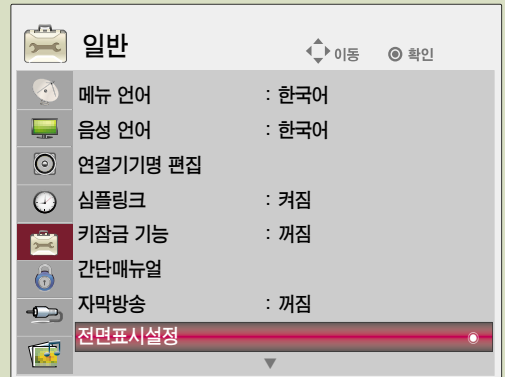 일반 이동 확인
메뉴 언어 : 한국어
음성 언어 : 한국어
연결기기명 편집
심플링크 : 켜짐
키잠금 기능 : 꺼짐
간단매뉴얼
자막방송 : 꺼짐
전면표시설정